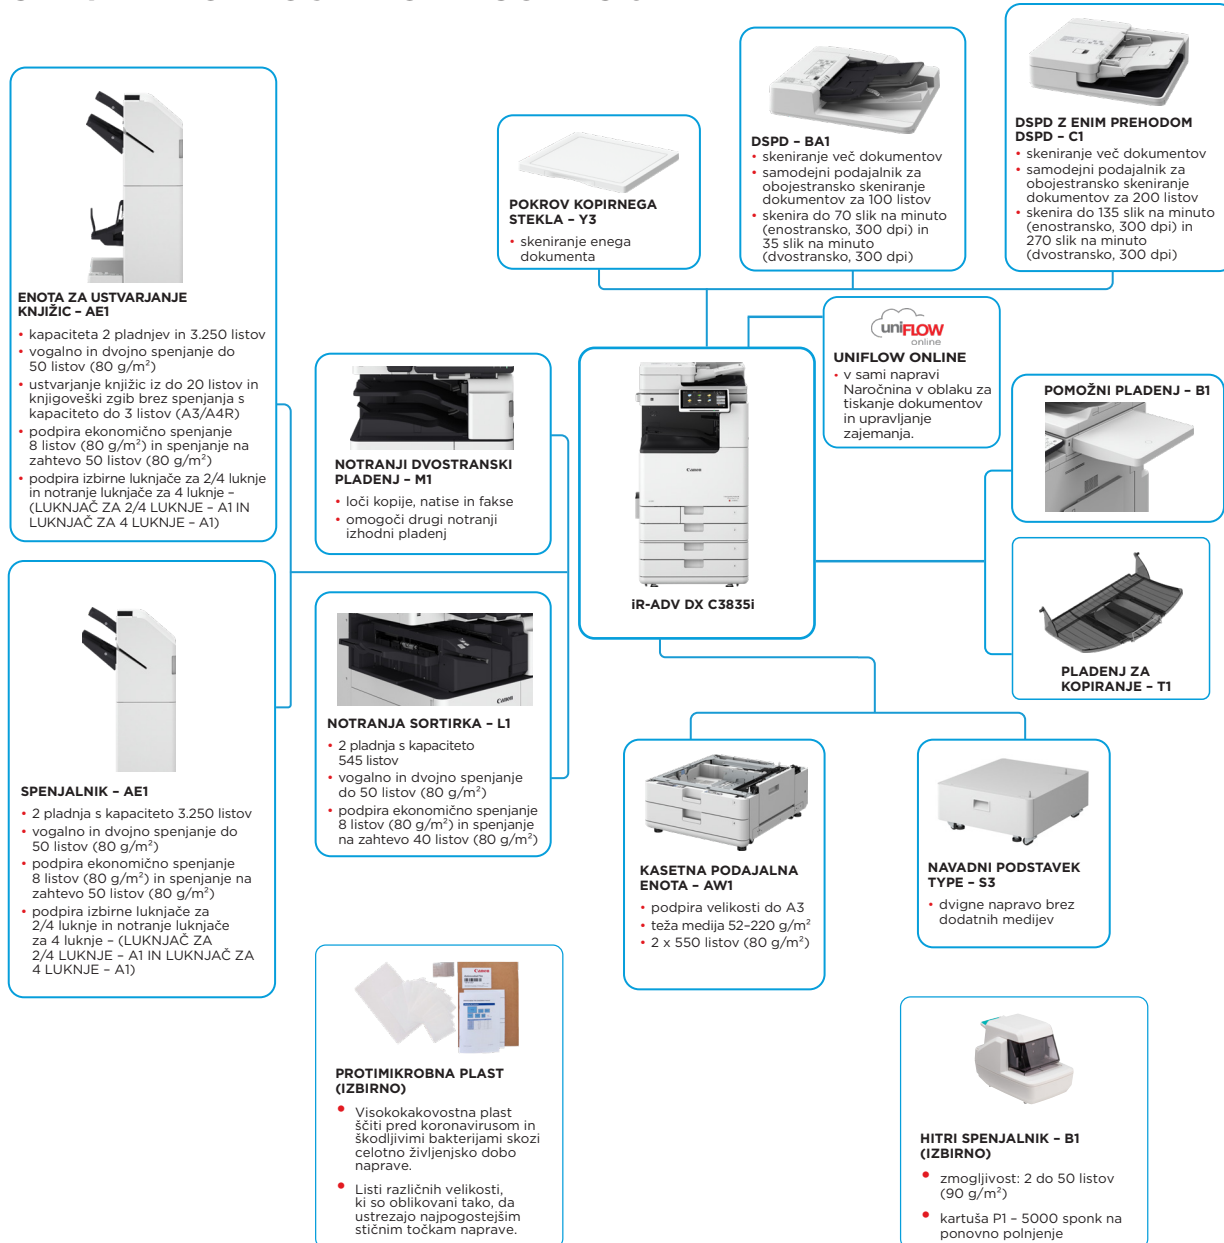 ENOTA ZA USTVARJANJE
KNJIŽIC – AE1
• kapaciteta 2 pladnjev in 3.250 listov
• vogalno in dvojno spenjanje do
50 listov (80 g/m²)
• ustvarjanje knjižic iz do 20 listov in
knjigoveški zgib brez spenjanja s
kapaciteto do 3 listov (A3/A4R)
• podpira ekonomično spenjanje
8 listov (80 g/m²) in spenjanje na
zahtevo 50 listov (80 g/m²)
• podpira izbirne luknjače za 2/4 luknje
in notranje luknjače za 4 luknje –
(LUKNJAČ ZA 2/4 LUKNJE – A1 IN
LUKNJAČ ZA 4 LUKNJE – A1)
SPENJALNIK – AE1
• 2 pladnja s kapaciteto 3.250 listov
• vogalno in dvojno spenjanje do
50 listov (80 g/m²)
• podpira ekonomično spenjanje
8 listov (80 g/m²) in spenjanje na
zahtevo 50 listov (80 g/m²)
• podpira izbirne luknjače za
2/4 luknje in notranje luknjače
za 4 luknje – (LUKNJAČ ZA
2/4 LUKNJE – A1 IN LUKNJAČ ZA
4 LUKNJE – A1)
NOTRANJI DVOSTRANSKI
PLADENJ – M1
• loči kopije, natise in fakse
• omogoči drugi notranji
izhodni pladenj
Canon
NOTRANJA SORTIRKA – L1
• 2 pladnja s kapaciteto
545 listov
• vogalno in dvojno spenjanje
do 50 listov (80 g/m²)
• podpira ekonomično spenjanje
8 listov (80 g/m²) in spenjanje
na zahtevo 40 listov (80 g/m²)
POKROV KOPIRNEGA
STEKLA – Y3
• skeniranje enega
dokumenta
DSPD – BA1
• skeniranje več dokumentov
• samodejni podajalnik za
obojestransko skeniranje
dokumentov za 100 listov
• skenira do 70 slik na minuto
(enostransko, 300 dpi) in
35 slik na minuto
(dvostransko, 300 dpi)
DSPD Z ENIM PREHODOM
DSPD – C1
• skeniranje več dokumentov
• samodejni podajalnik za
obojestransko skeniranje
dokumentov za 200 listov
• skenira do 135 slik na minuto
(enostransko, 300 dpi) in
270 slik na minuto
(dvostransko, 300 dpi)
uniFLOW
online
UNIFLOW ONLINE
• v sami napravi
Naročnina v oblaku za
tiskanje dokumentov
in upravljanje
zajemanja.
Canon
iR-ADV DX C3835i
POMOŽNI PLADENJ – B1
PLADENJ ZA
KOPIRANJE – T1
KASETNA PODAJALNA
ENOTA – AW1
• podpira velikosti do A3
• teža medija 52–220 g/m²
• 2 x 550 listov (80 g/m²)
NAVADNI PODSTAVEK
TYPE – S3
• dvigne napravo brez
dodatnih medijev
Canon
PROTIMIKROBNA PLAST
(IZBIRNO)
• Visokokakovostna plast
ščiti pred koronavirusom in
škodljivimi bakterijami skozi
celotno življenjsko dobo
naprave.
• Listi različnih velikosti,
ki so oblikovani tako, da
ustrezajo najpogostejšim
stičnim točkam naprave.
HITRI SPENJALNIK – B1
(IZBIRNO)
• zmogljivost: 2 do 50 listov
(90 g/m²)
• kartuša P1 – 5000 sponk na
ponovno polnjenje